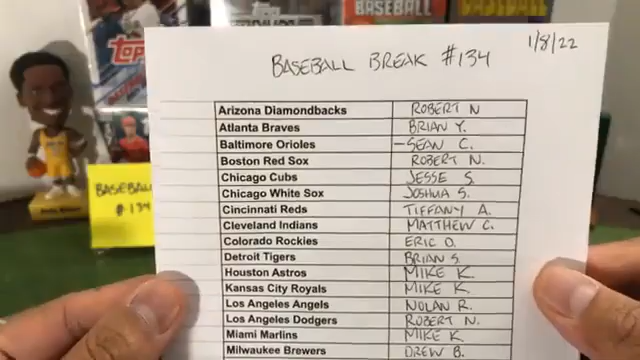 BASEBALL
topps
BASEBALL BREAK #134
1/8/22
Arizona Diamondbacks ROBERT N
Atlanta Braves BRIAN Y.
Baltimore Orioles -SEAN C.
Boston Red Sox ROBERT N.
Chicago Cubs JESSE S.
Chicago White Sox JOSHUA S.
Cincinnati Reds TIFFANY A.
Cleveland Indians MATTHEW C.
Colorado Rockies ERIC O.
Detroit Tigers BRIAN S.
Houston Astros MIKE K.
Kansas City Royals MIKE K.
Los Angeles Angels NOLAN R.
Los Angeles Dodgers ROBERT N.
Miami Marlins MIKE K.
Milwaukee Brewers DREW B.
BASEBALL
#134